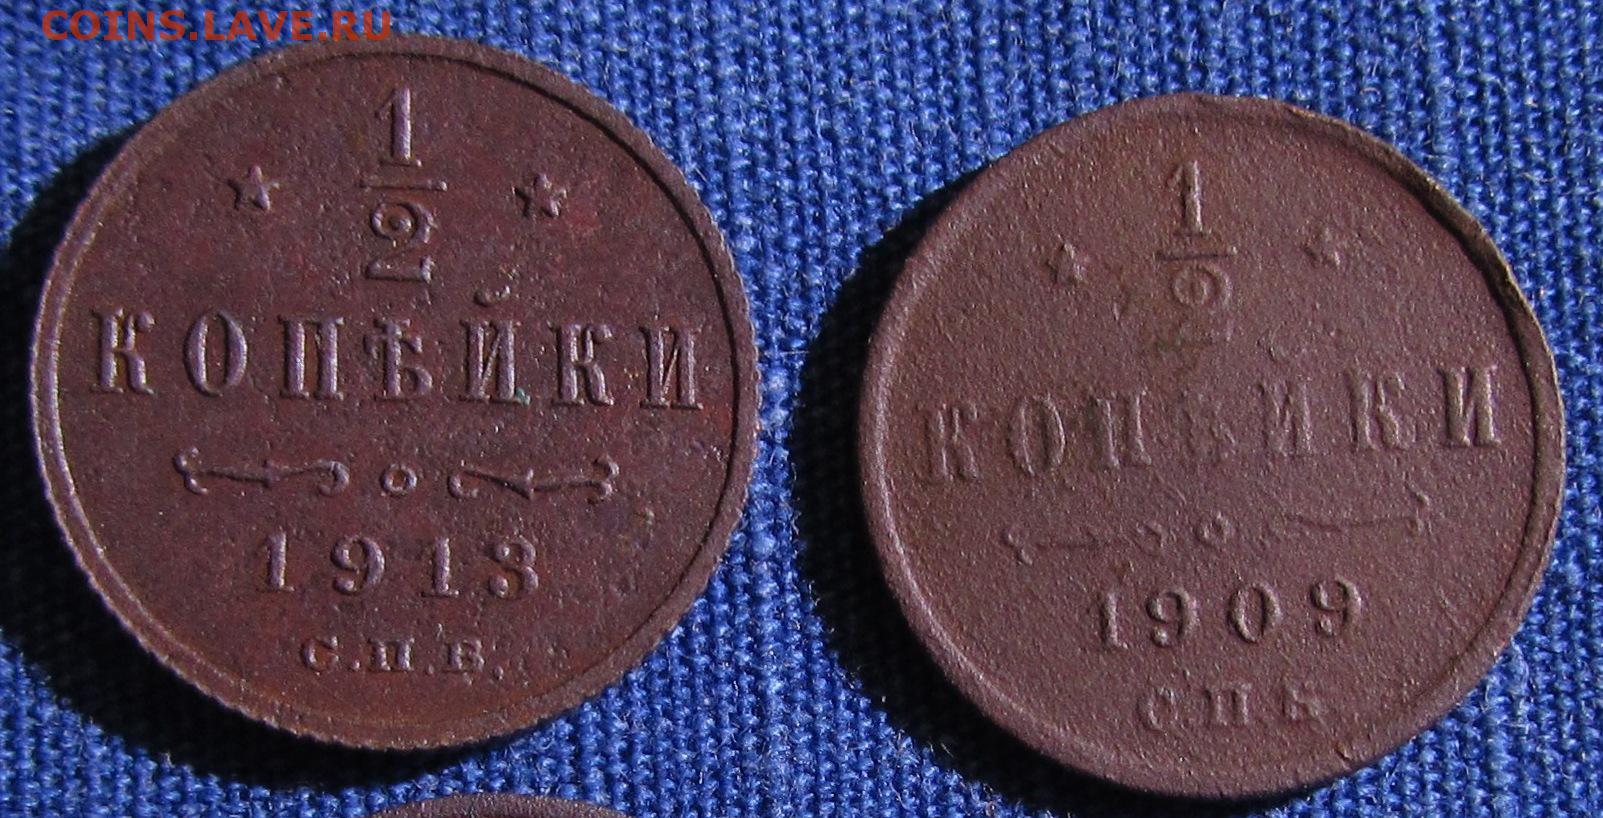 COINS.LAVE.RU
1
2
КОПѢЙКИ
1913
С.П.Б.
1
2
КОПѢЙКИ
1909
СПБ